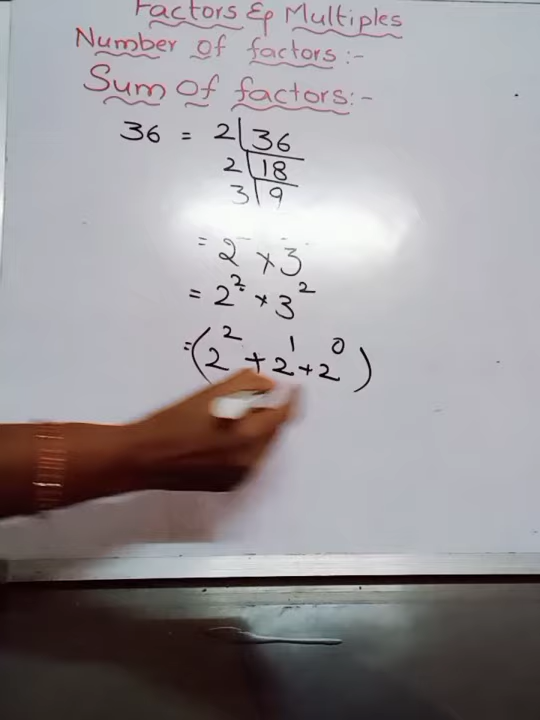 Factors & Multiples
Number of factors:-
Sum of factors:-
36 = 2 | 36
2 | 18
3 | 9
= 2 × 3
= 2² × 3²
= (2² + 2¹ + 2⁰)